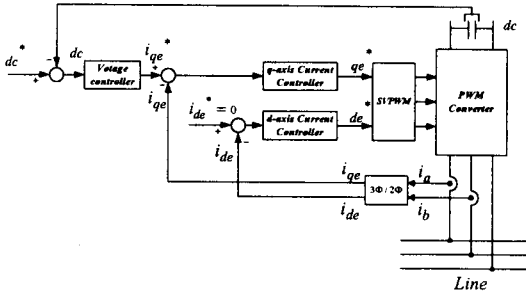 dc
dc*
dc
Votage
controller
iqe*
q-axis Current
Controller
qe*
SVPWM
PWM
Converter
iqe
ide* = 0
d-axis Current
Controller
de*
ide
iqe
3Φ/2Φ
ia
ide
ib
Line